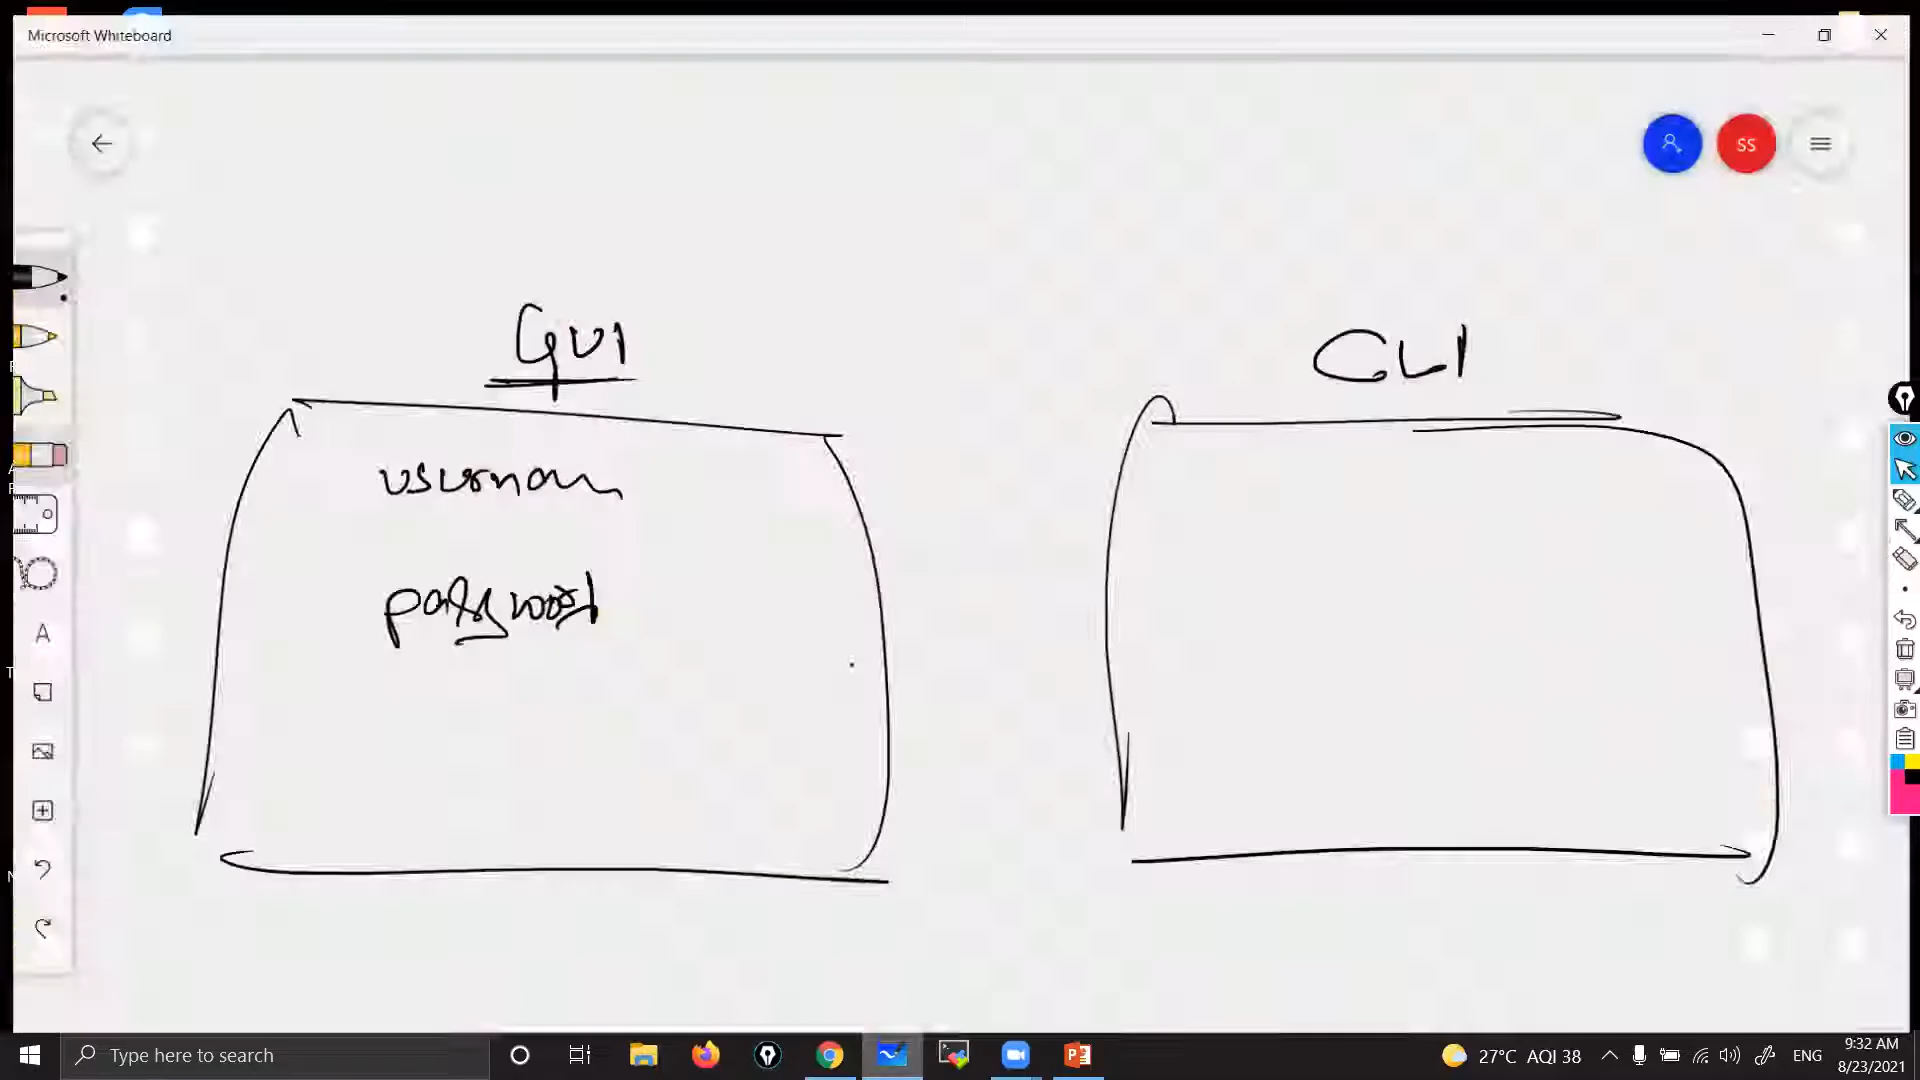 Microsoft Whiteboard
SS
GUI
CLI
usernam
password
A
Type here to search
27°C AQI 38
ENG
9:32 AM
8/23/2021